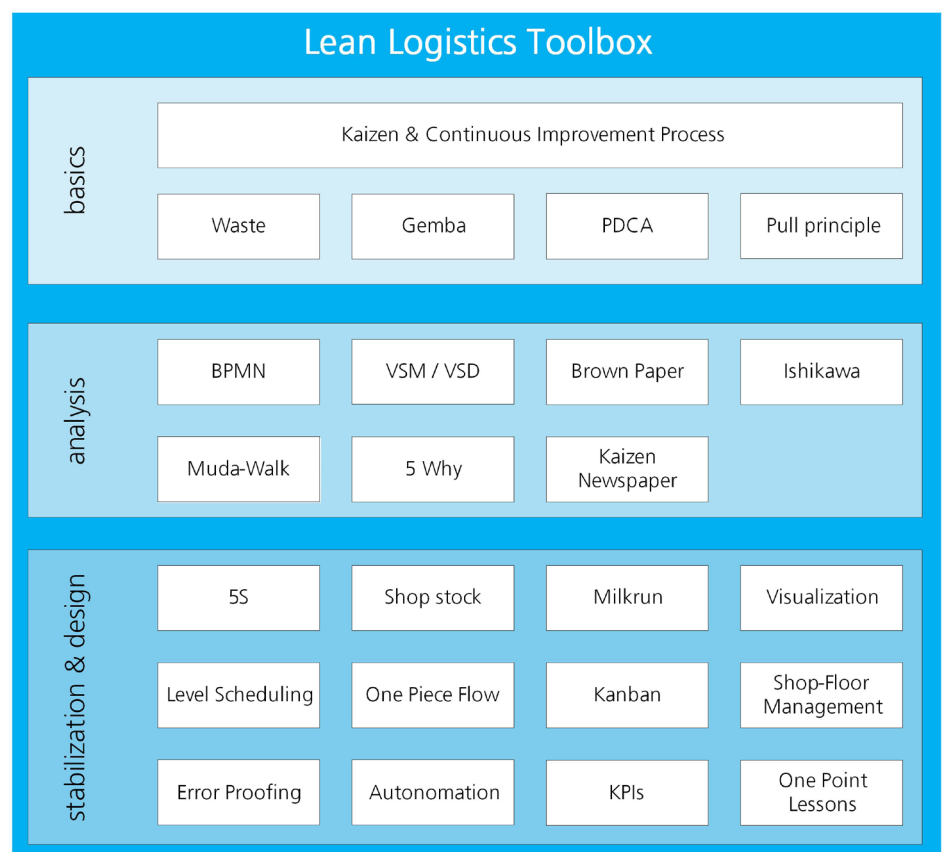 Lean Logistics Toolbox
basics
Kaizen & Continuous Improvement Process
Waste
Gemba
PDCA
Pull principle
analysis
BPMN
VSM / VSD
Brown Paper
Ishikawa
Muda-Walk
5 Why
Kaizen
Newspaper
stabilization & design
5S
Shop stock
Milkrun
Visualization
Level Scheduling
One Piece Flow
Kanban
Shop-Floor
Management
Error Proofing
Autonomation
KPIs
One Point
Lessons